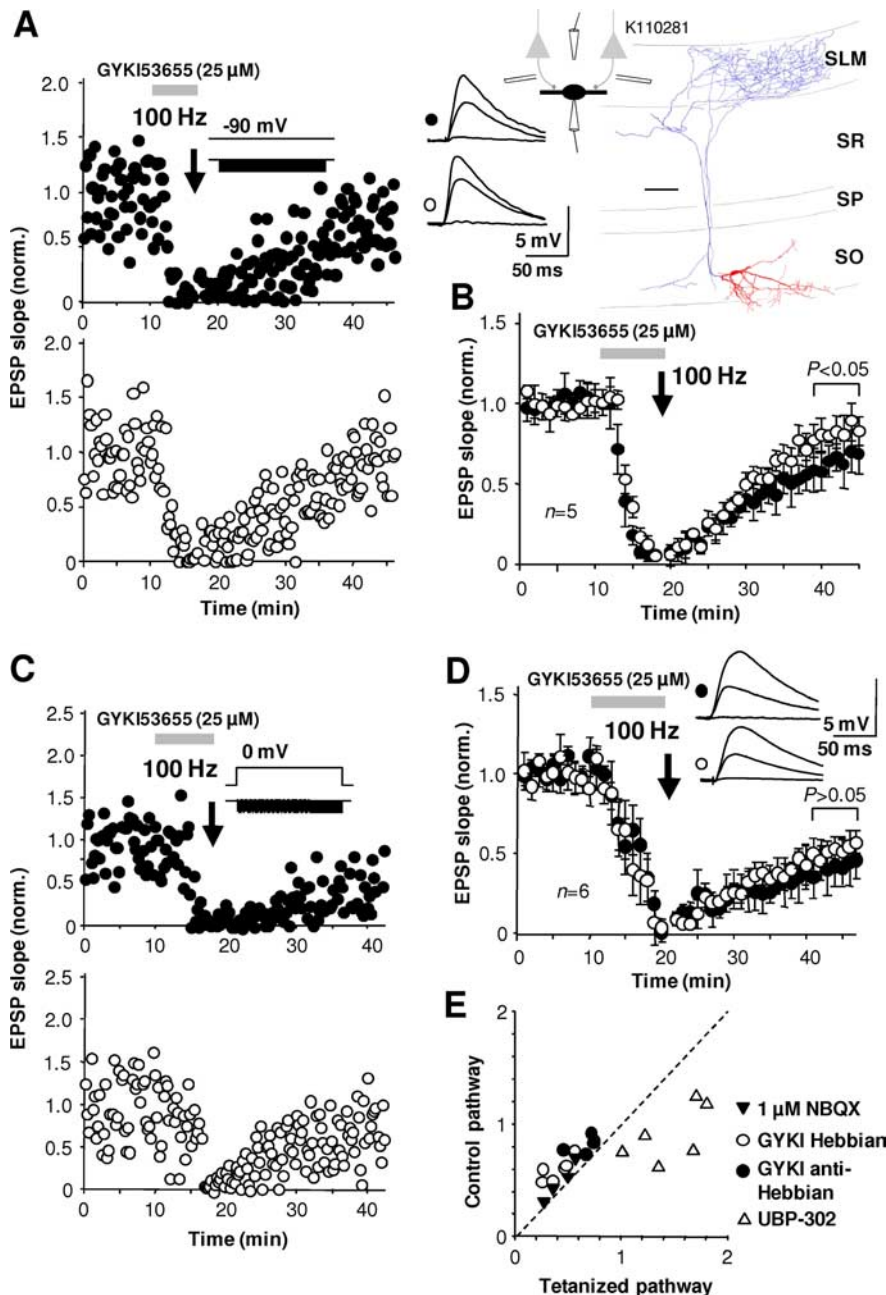 A
GYKI53655 (25 µM)
100 Hz
-90 mV
2.0
1.5
1.0
0.5
0
0 10 20 30 40
EPSP slope (norm.)
2.0
1.5
1.0
0.5
0
0 10 20 30 40
Time (min)
K110281
5 mV
50 ms
SLM
SR
SP
SO
B
GYKI53655 (25 µM)
100 Hz
P<0.05
1.5
1.0
0.5
0
EPSP slope (norm.)
n=5
0 10 20 30 40
Time (min)
C
GYKI53655 (25 µM)
100 Hz
0 mV
2.5
2.0
1.5
1.0
0.5
0
0 10 20 30 40
EPSP slope (norm.)
2.5
2.0
1.5
1.0
0.5
0
0 10 20 30 40
Time (min)
D
GYKI53655 (25 µM)
100 Hz
5 mV
50 ms
P>0.05
1.5
1.0
0.5
0
EPSP slope (norm.)
n=6
0 10 20 30 40
Time (min)
E
2
1
0
Control pathway
0 1 2
Tetanized pathway
1 µM NBQX
GYKI Hebbian
GYKI anti-
Hebbian
UBP-302